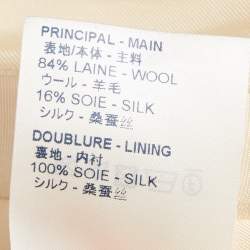 PRINCIPAL - MAIN
表地/本体 - 主料
84% LAINE - WOOL
ウール - 羊毛
16% SOIE - SILK
シルク - 桑蚕丝
DOUBLURE - LINING
裏地 - 内衬
100% SOIE - SILK
シルク - 桑蚕丝